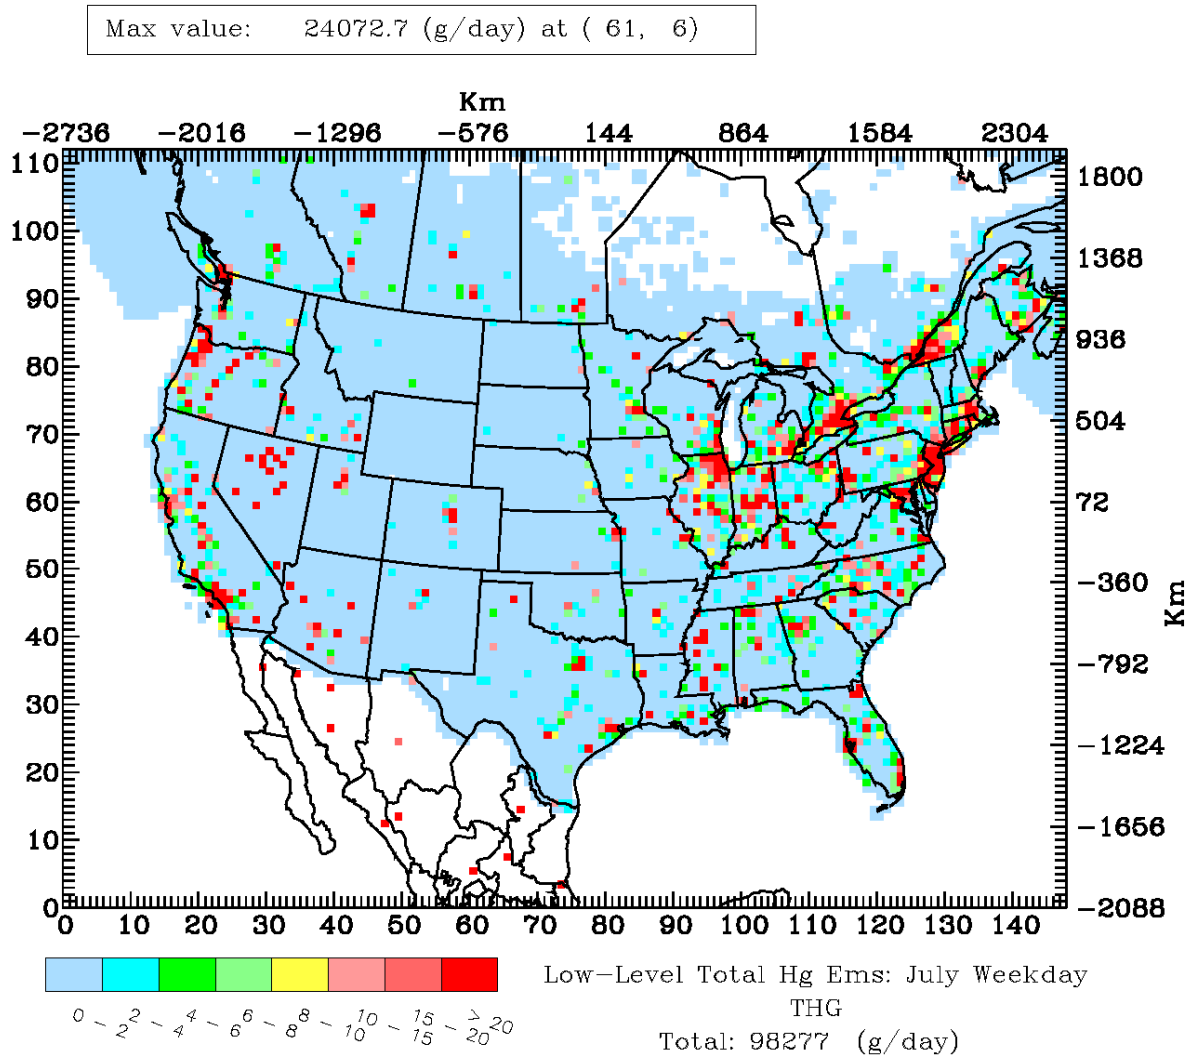 Max value: 24072.7 (g/day) at ( 61, 6)
Km
-2736 -2016 -1296 -576 144 864 1584 2304
110 1800
100
1368
90
936
80
504
70
60 72
50
-360
Km
40
-792
30
-1224
20
-1656
10
0 -2088
0 10 20 30 40 50 60 70 80 90 100 110 120 130 140
0 - 2
2 - 4
4 - 6
6 - 8
8 - 10
10 - 15
15 - 20
> 20
Low-Level Total Hg Ems: July Weekday
THG
Total: 98277 (g/day)